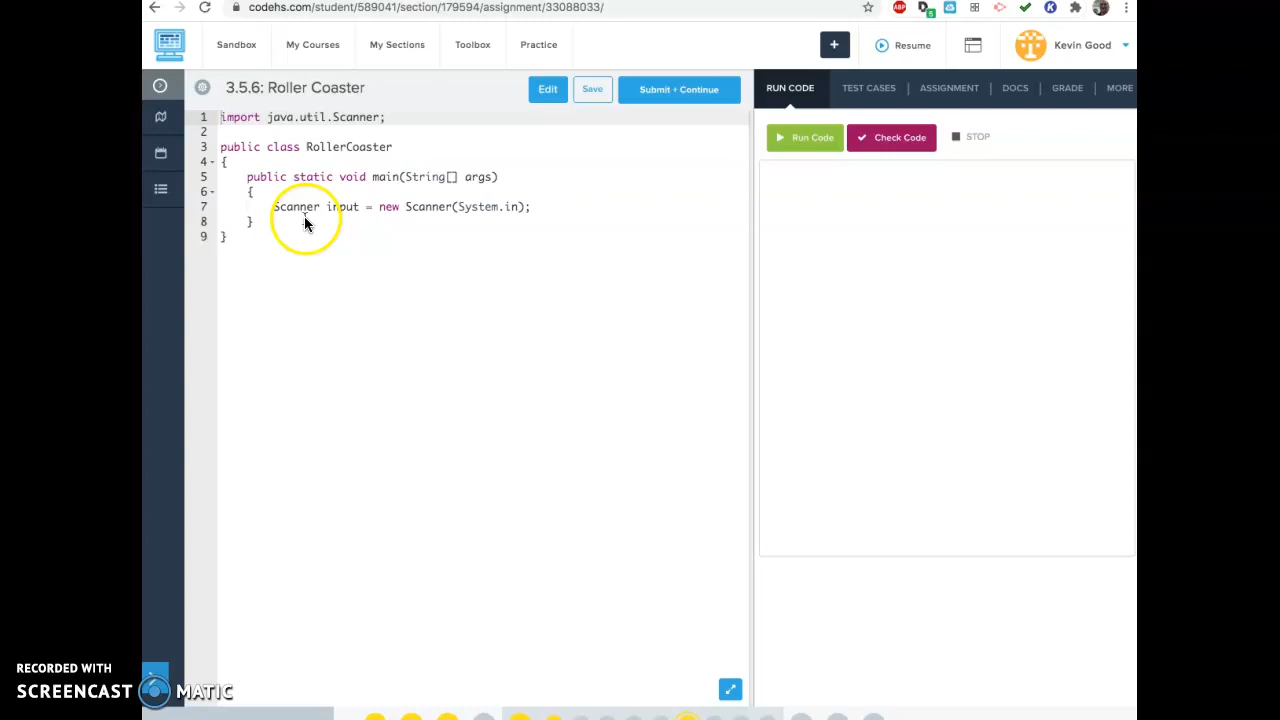 codehs.com/student/589041/section/179594/assignment/33088033/
ABP
5
K
Sandbox
My Courses
My Sections
Toolbox
Practice
+
Resume
Kevin Good
3.5.6: Roller Coaster
Edit
Save
Submit + Continue
RUN CODE
TEST CASES
ASSIGNMENT
DOCS
GRADE
MORE
Run Code
Check Code
STOP
1 import java.util.Scanner;
2
3 public class RollerCoaster
4 {
5 public static void main(String[] args)
6 {
7 Scanner input = new Scanner(System.in);
8 }
9 }
RECORDED WITH
SCREENCAST MATIC